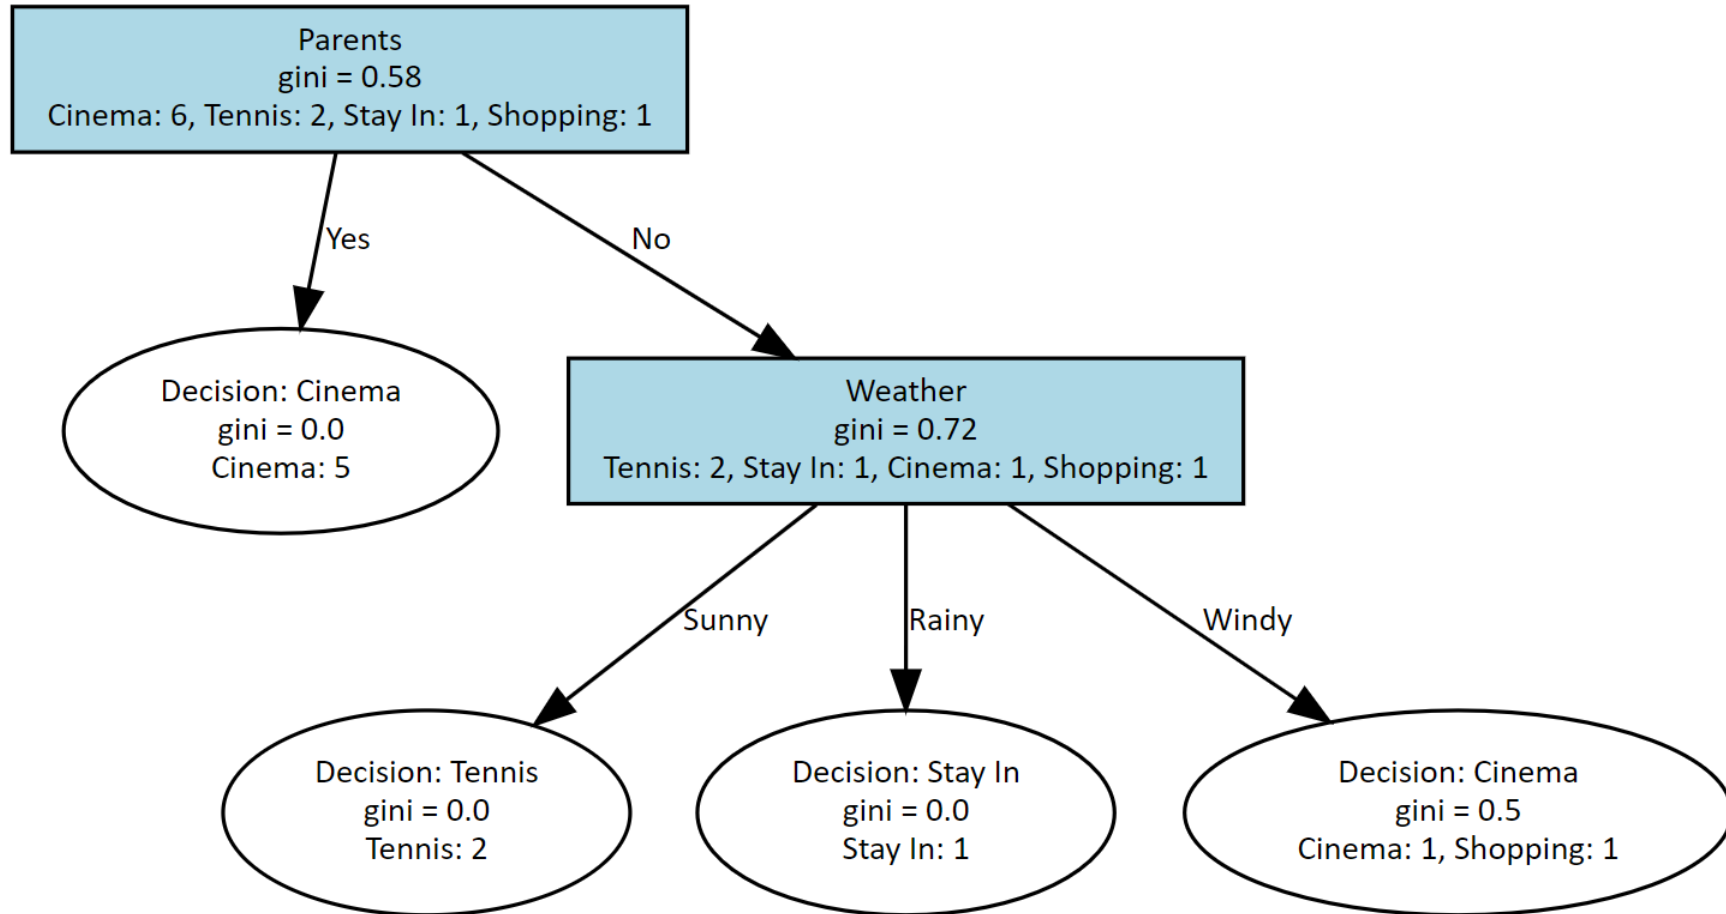 Parents
gini = 0.58
Cinema: 6, Tennis: 2, Stay In: 1, Shopping: 1
Yes
No
Decision: Cinema
gini = 0.0
Cinema: 5
Weather
gini = 0.72
Tennis: 2, Stay In: 1, Cinema: 1, Shopping: 1
Sunny
Rainy
Windy
Decision: Tennis
gini = 0.0
Tennis: 2
Decision: Stay In
gini = 0.0
Stay In: 1
Decision: Cinema
gini = 0.5
Cinema: 1, Shopping: 1